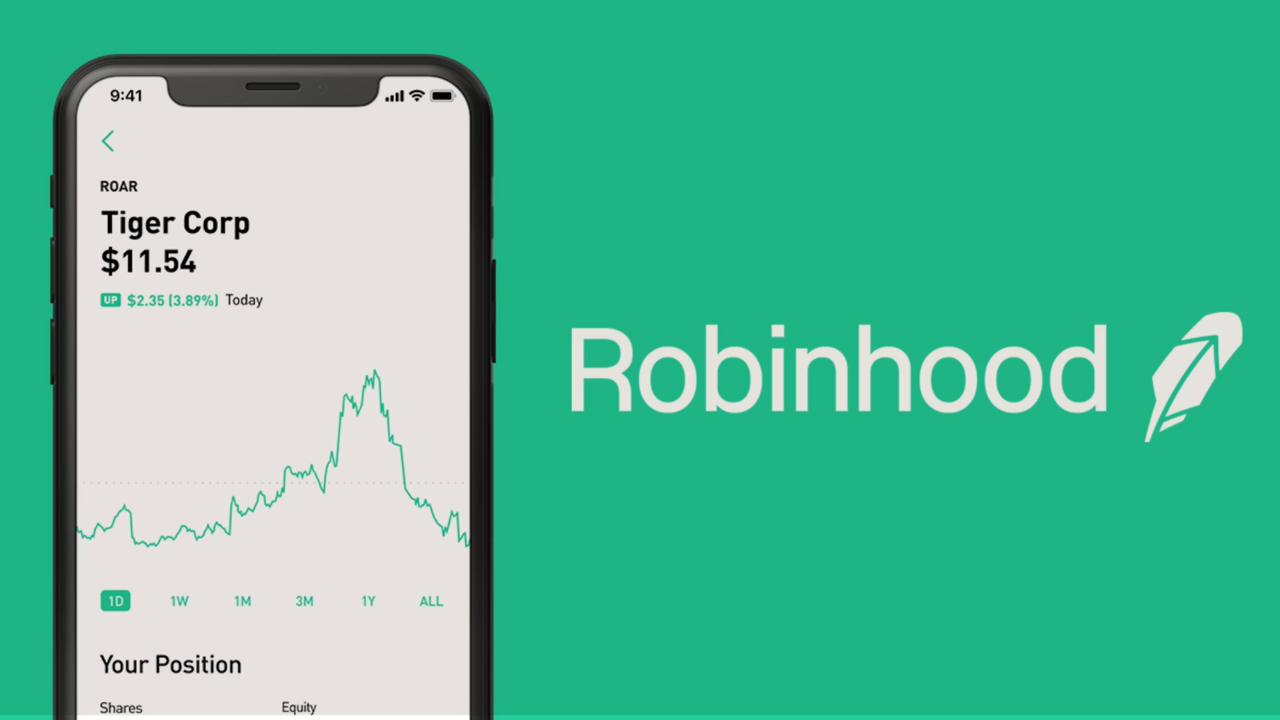 9:41
ROAR
Tiger Corp
$11.54
UP $2.35 (3.89%) Today
1D 1W 1M 3M 1Y ALL
Your Position
Shares Equity
Robinhood